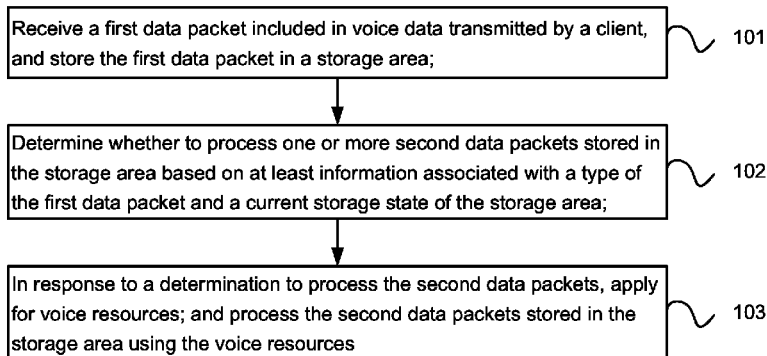 Receive a first data packet included in voice data transmitted by a client,
and store the first data packet in a storage area;
101
Determine whether to process one or more second data packets stored in
the storage area based on at least information associated with a type of
the first data packet and a current storage state of the storage area;
102
In response to a determination to process the second data packets, apply
for voice resources; and process the second data packets stored in the
storage area using the voice resources
103